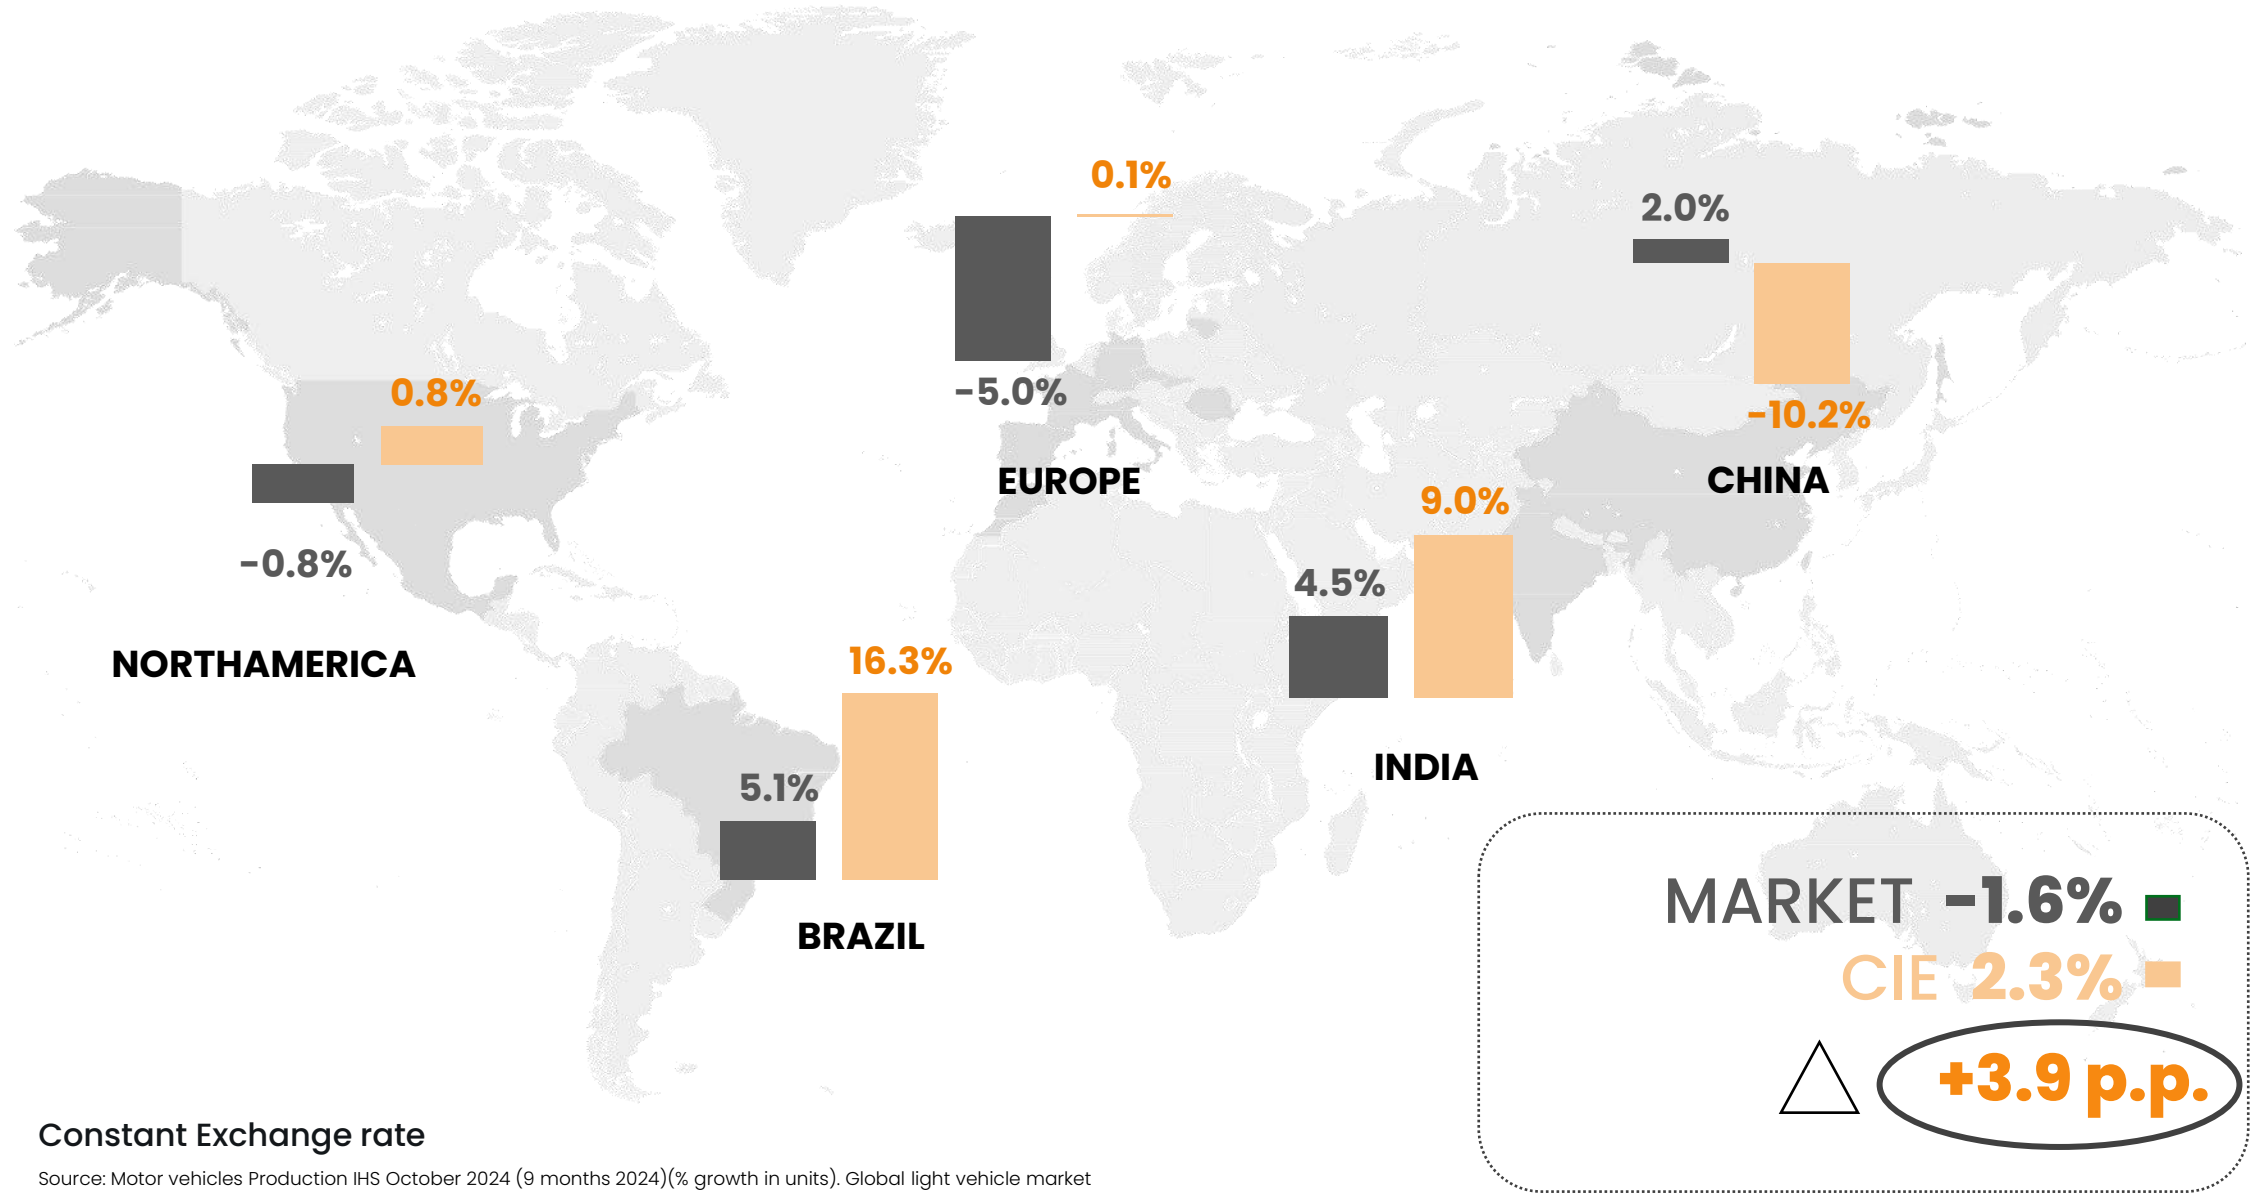 0.1%
2.0%
-5.0%
-10.2%
0.8%
EUROPE
CHINA
9.0%
-0.8%
4.5%
NORTHAMERICA
16.3%
INDIA
5.1%
BRAZIL
MARKET -1.6%
CIE 2.3%
+3.9 p.p.
Constant Exchange rate
Source: Motor vehicles Production IHS October 2024 (9 months 2024)(% growth in units). Global light vehicle market